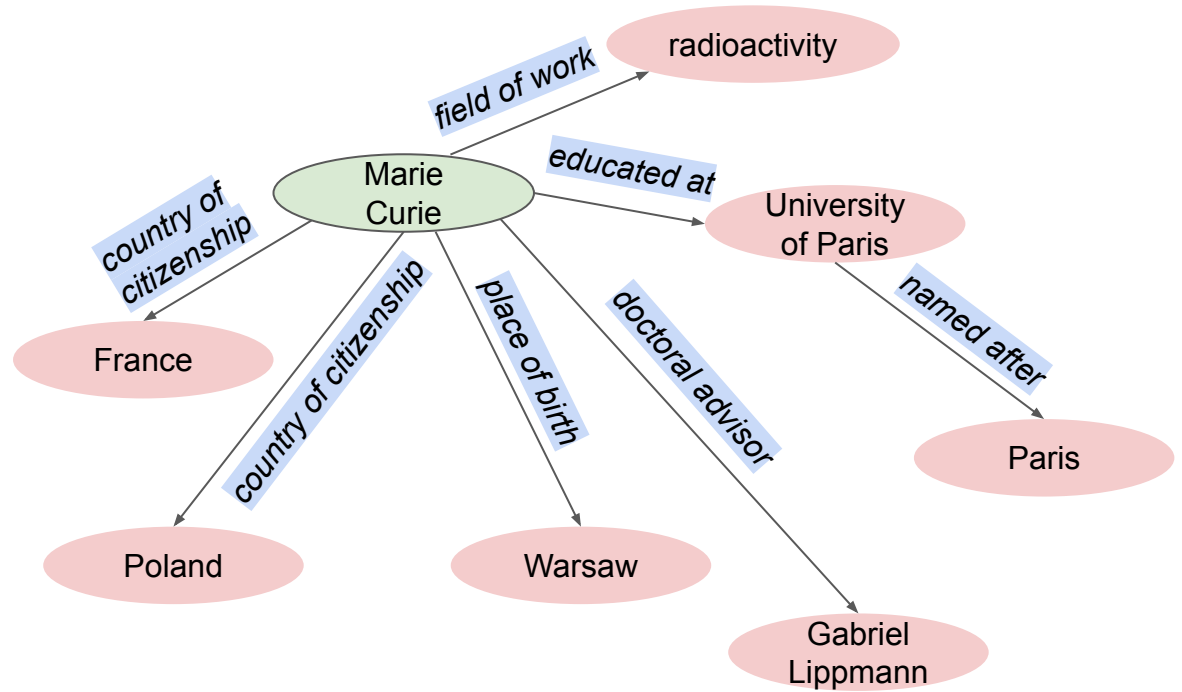 radioactivity
field of work
educated at
Marie
Curie
University
of Paris
country of
citizenship
country of citizenship
place of birth
doctoral advisor
named after
France
Paris
Poland
Warsaw
Gabriel
Lippmann